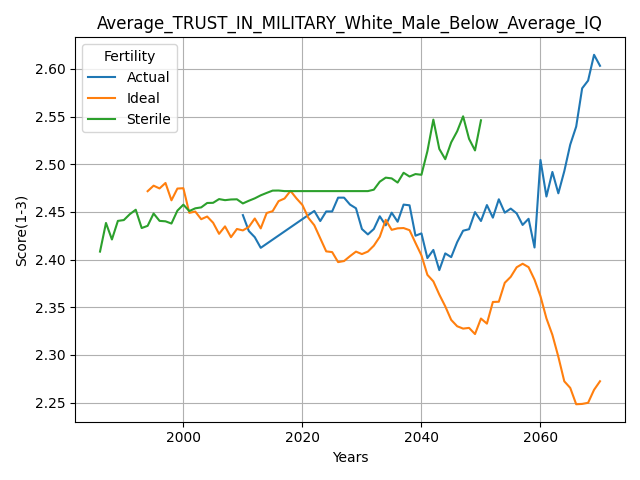 Average_TRUST_IN_MILITARY_White_Male_Below_Average_IQ
Fertility
Actual
Ideal
Sterile
Score(1-3)
2.60
2.55
2.50
2.45
2.40
2.35
2.30
2.25
2000
2020
2040
2060
Years